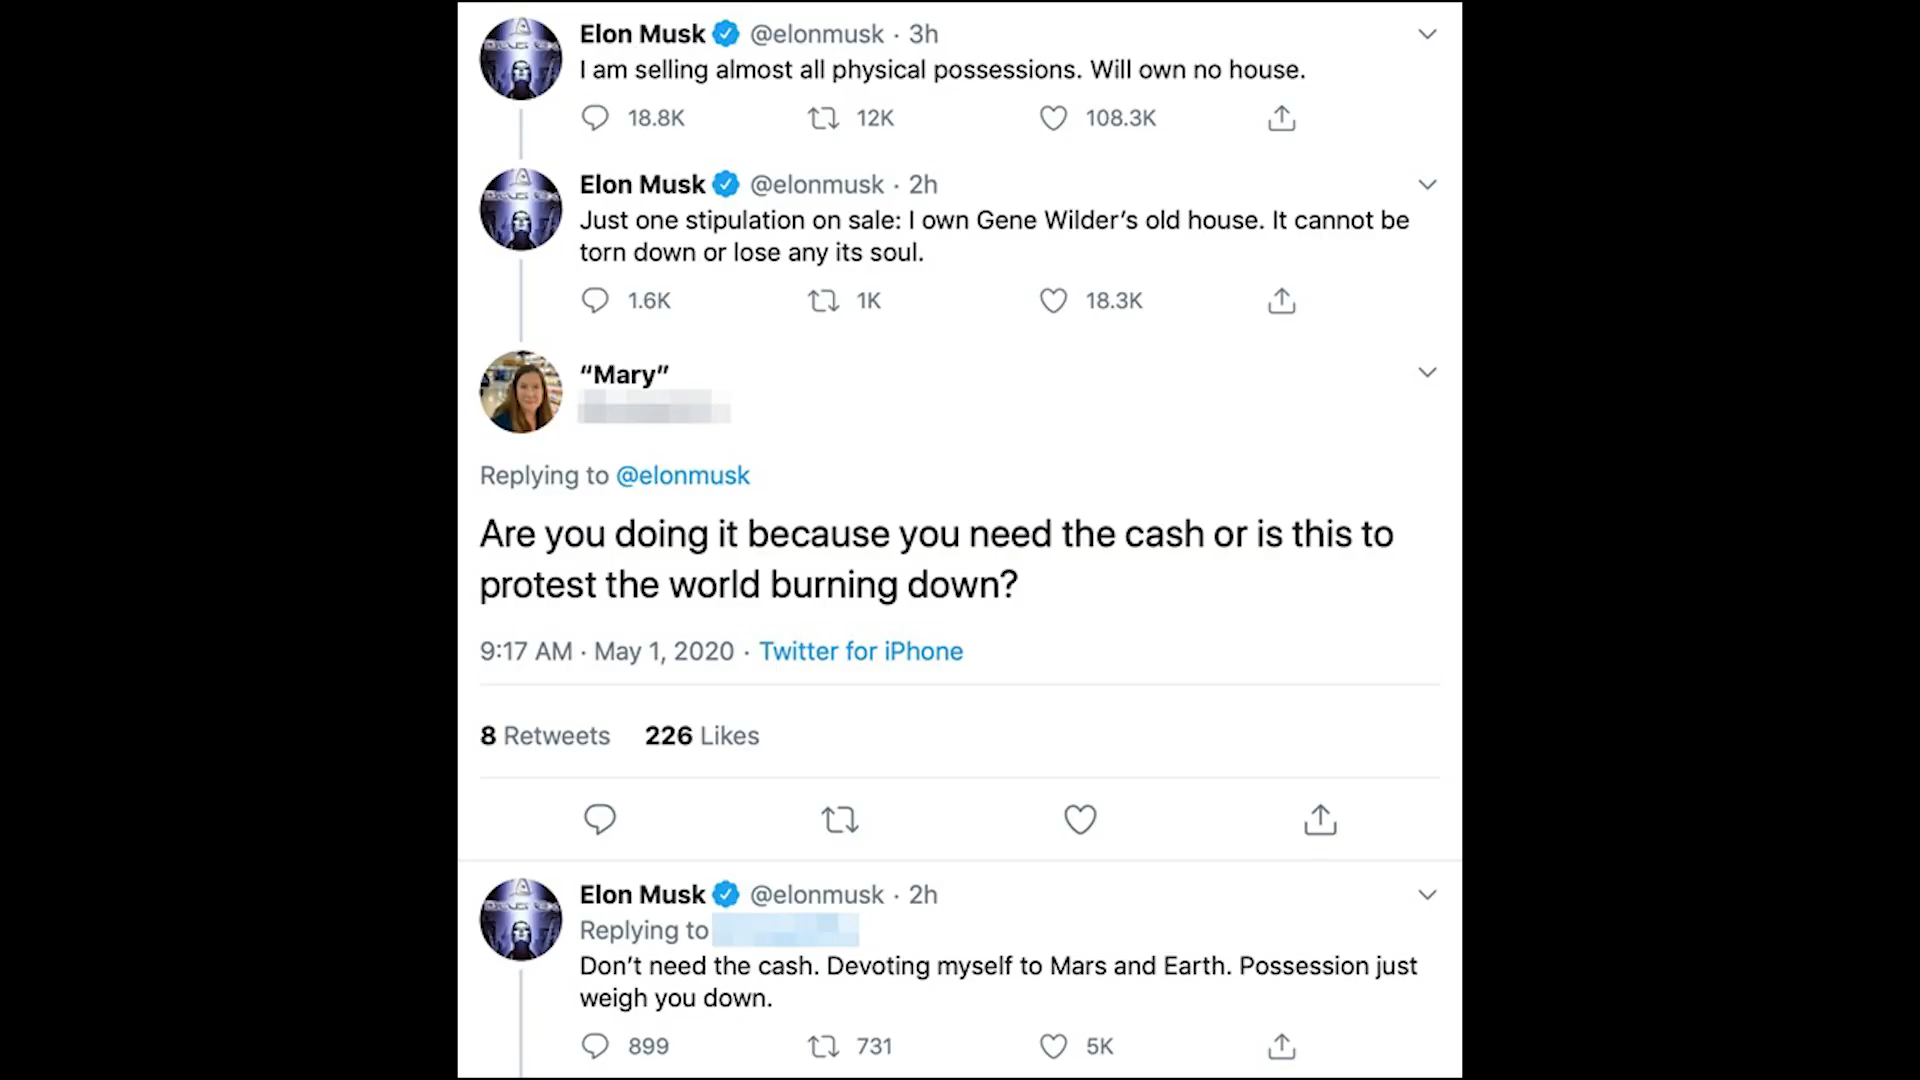 Elon Musk @elonmusk · 3h
I am selling almost all physical possessions. Will own no house.
18.8K 12K 108.3K
Elon Musk @elonmusk · 2h
Just one stipulation on sale: I own Gene Wilder’s old house. It cannot be
torn down or lose any its soul.
1.6K 1K 18.3K
“Mary”
Replying to @elonmusk
Are you doing it because you need the cash or is this to
protest the world burning down?
9:17 AM · May 1, 2020 · Twitter for iPhone
8 Retweets 226 Likes
Elon Musk @elonmusk · 2h
Replying to
Don’t need the cash. Devoting myself to Mars and Earth. Possession just
weigh you down.
899 731 5K